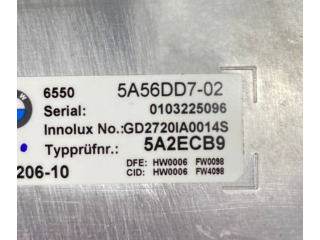 6550 5A56DD7-02
Serial: 0103225096
Innolux No.:GD2720IA0014S
Typprüfnr.: 5A2ECB9
206-10
DFE: HW0006 FW0098
CID: HW0006 FW4098